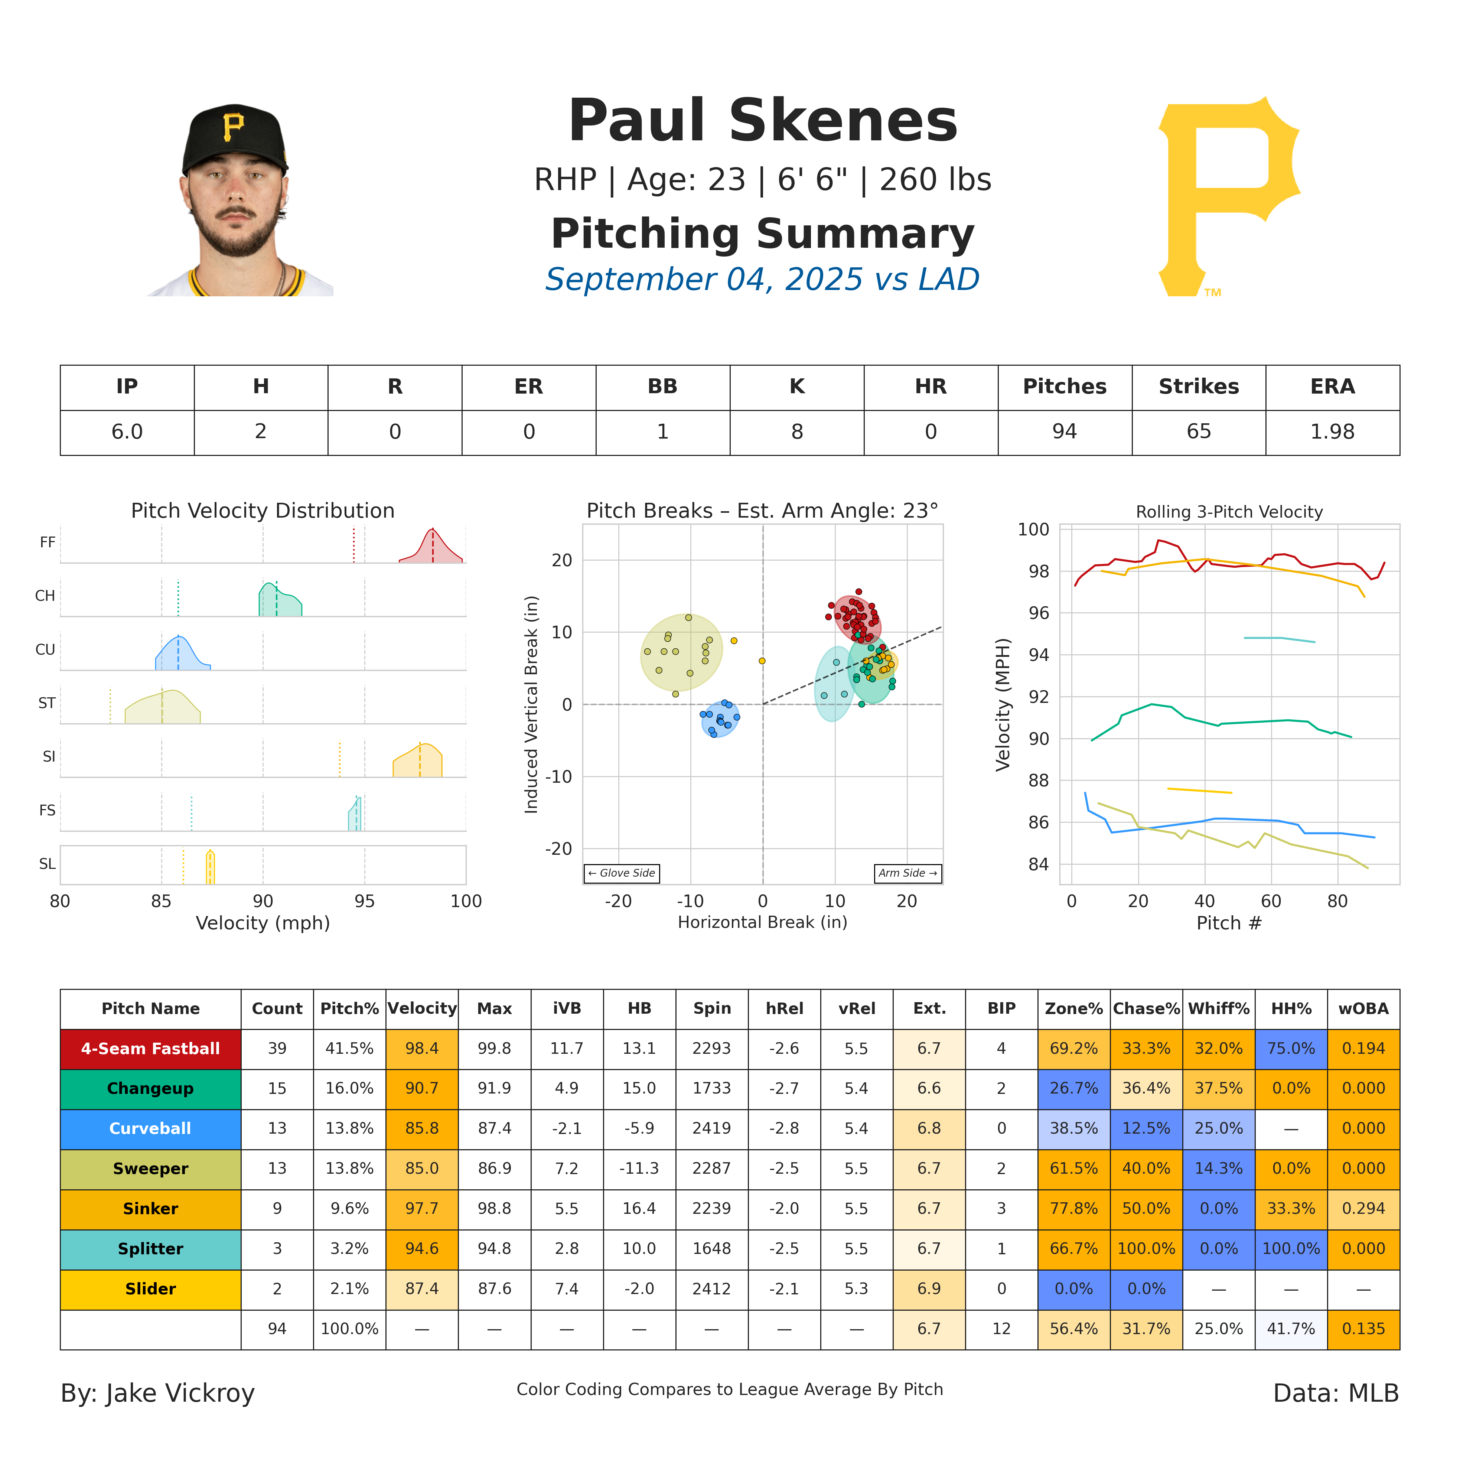 P
P
TM
Paul Skenes
RHP | Age: 23 | 6' 6" | 260 lbs
Pitching Summary
September 04, 2025 vs LAD
IP H R ER BB K HR Pitches Strikes ERA
6.0 2 0 0 1 8 0 94 65 1.98
Pitch Velocity Distribution
FF
CH
CU
ST
SI
FS
SL
80 85 90 95 100
Velocity (mph)
Pitch Breaks – Est. Arm Angle: 23°
Induced Vertical Break (in)
20
10
0
-10
-20
← Glove Side
Arm Side →
-20 -10 0 10 20
Horizontal Break (in)
Rolling 3-Pitch Velocity
Velocity (MPH)
100
98
96
94
92
90
88
86
84
0 20 40 60 80
Pitch #
Pitch Name Count Pitch% Velocity Max iVB HB Spin hRel vRel Ext. BIP Zone% Chase% Whiff% HH% wOBA
4-Seam Fastball 39 41.5% 98.4 99.8 11.7 13.1 2293 -2.6 5.5 6.7 4 69.2% 33.3% 32.0% 75.0% 0.194
Changeup 15 16.0% 90.7 91.9 4.9 15.0 1733 -2.7 5.4 6.6 2 26.7% 36.4% 37.5% 0.0% 0.000
Curveball 13 13.8% 85.8 87.4 -2.1 -5.9 2419 -2.8 5.4 6.8 0 38.5% 12.5% 25.0% — 0.000
Sweeper 13 13.8% 85.0 86.9 7.2 -11.3 2287 -2.5 5.5 6.7 2 61.5% 40.0% 14.3% 0.0% 0.000
Sinker 9 9.6% 97.7 98.8 5.5 16.4 2239 -2.0 5.5 6.7 3 77.8% 50.0% 0.0% 33.3% 0.294
Splitter 3 3.2% 94.6 94.8 2.8 10.0 1648 -2.5 5.5 6.7 1 66.7% 100.0% 0.0% 100.0% 0.000
Slider 2 2.1% 87.4 87.6 7.4 -2.0 2412 -2.1 5.3 6.9 0 0.0% 0.0% — — —
94 100.0% — — — — — — — 6.7 12 56.4% 31.7% 25.0% 41.7% 0.135
By: Jake Vickroy
Color Coding Compares to League Average By Pitch
Data: MLB